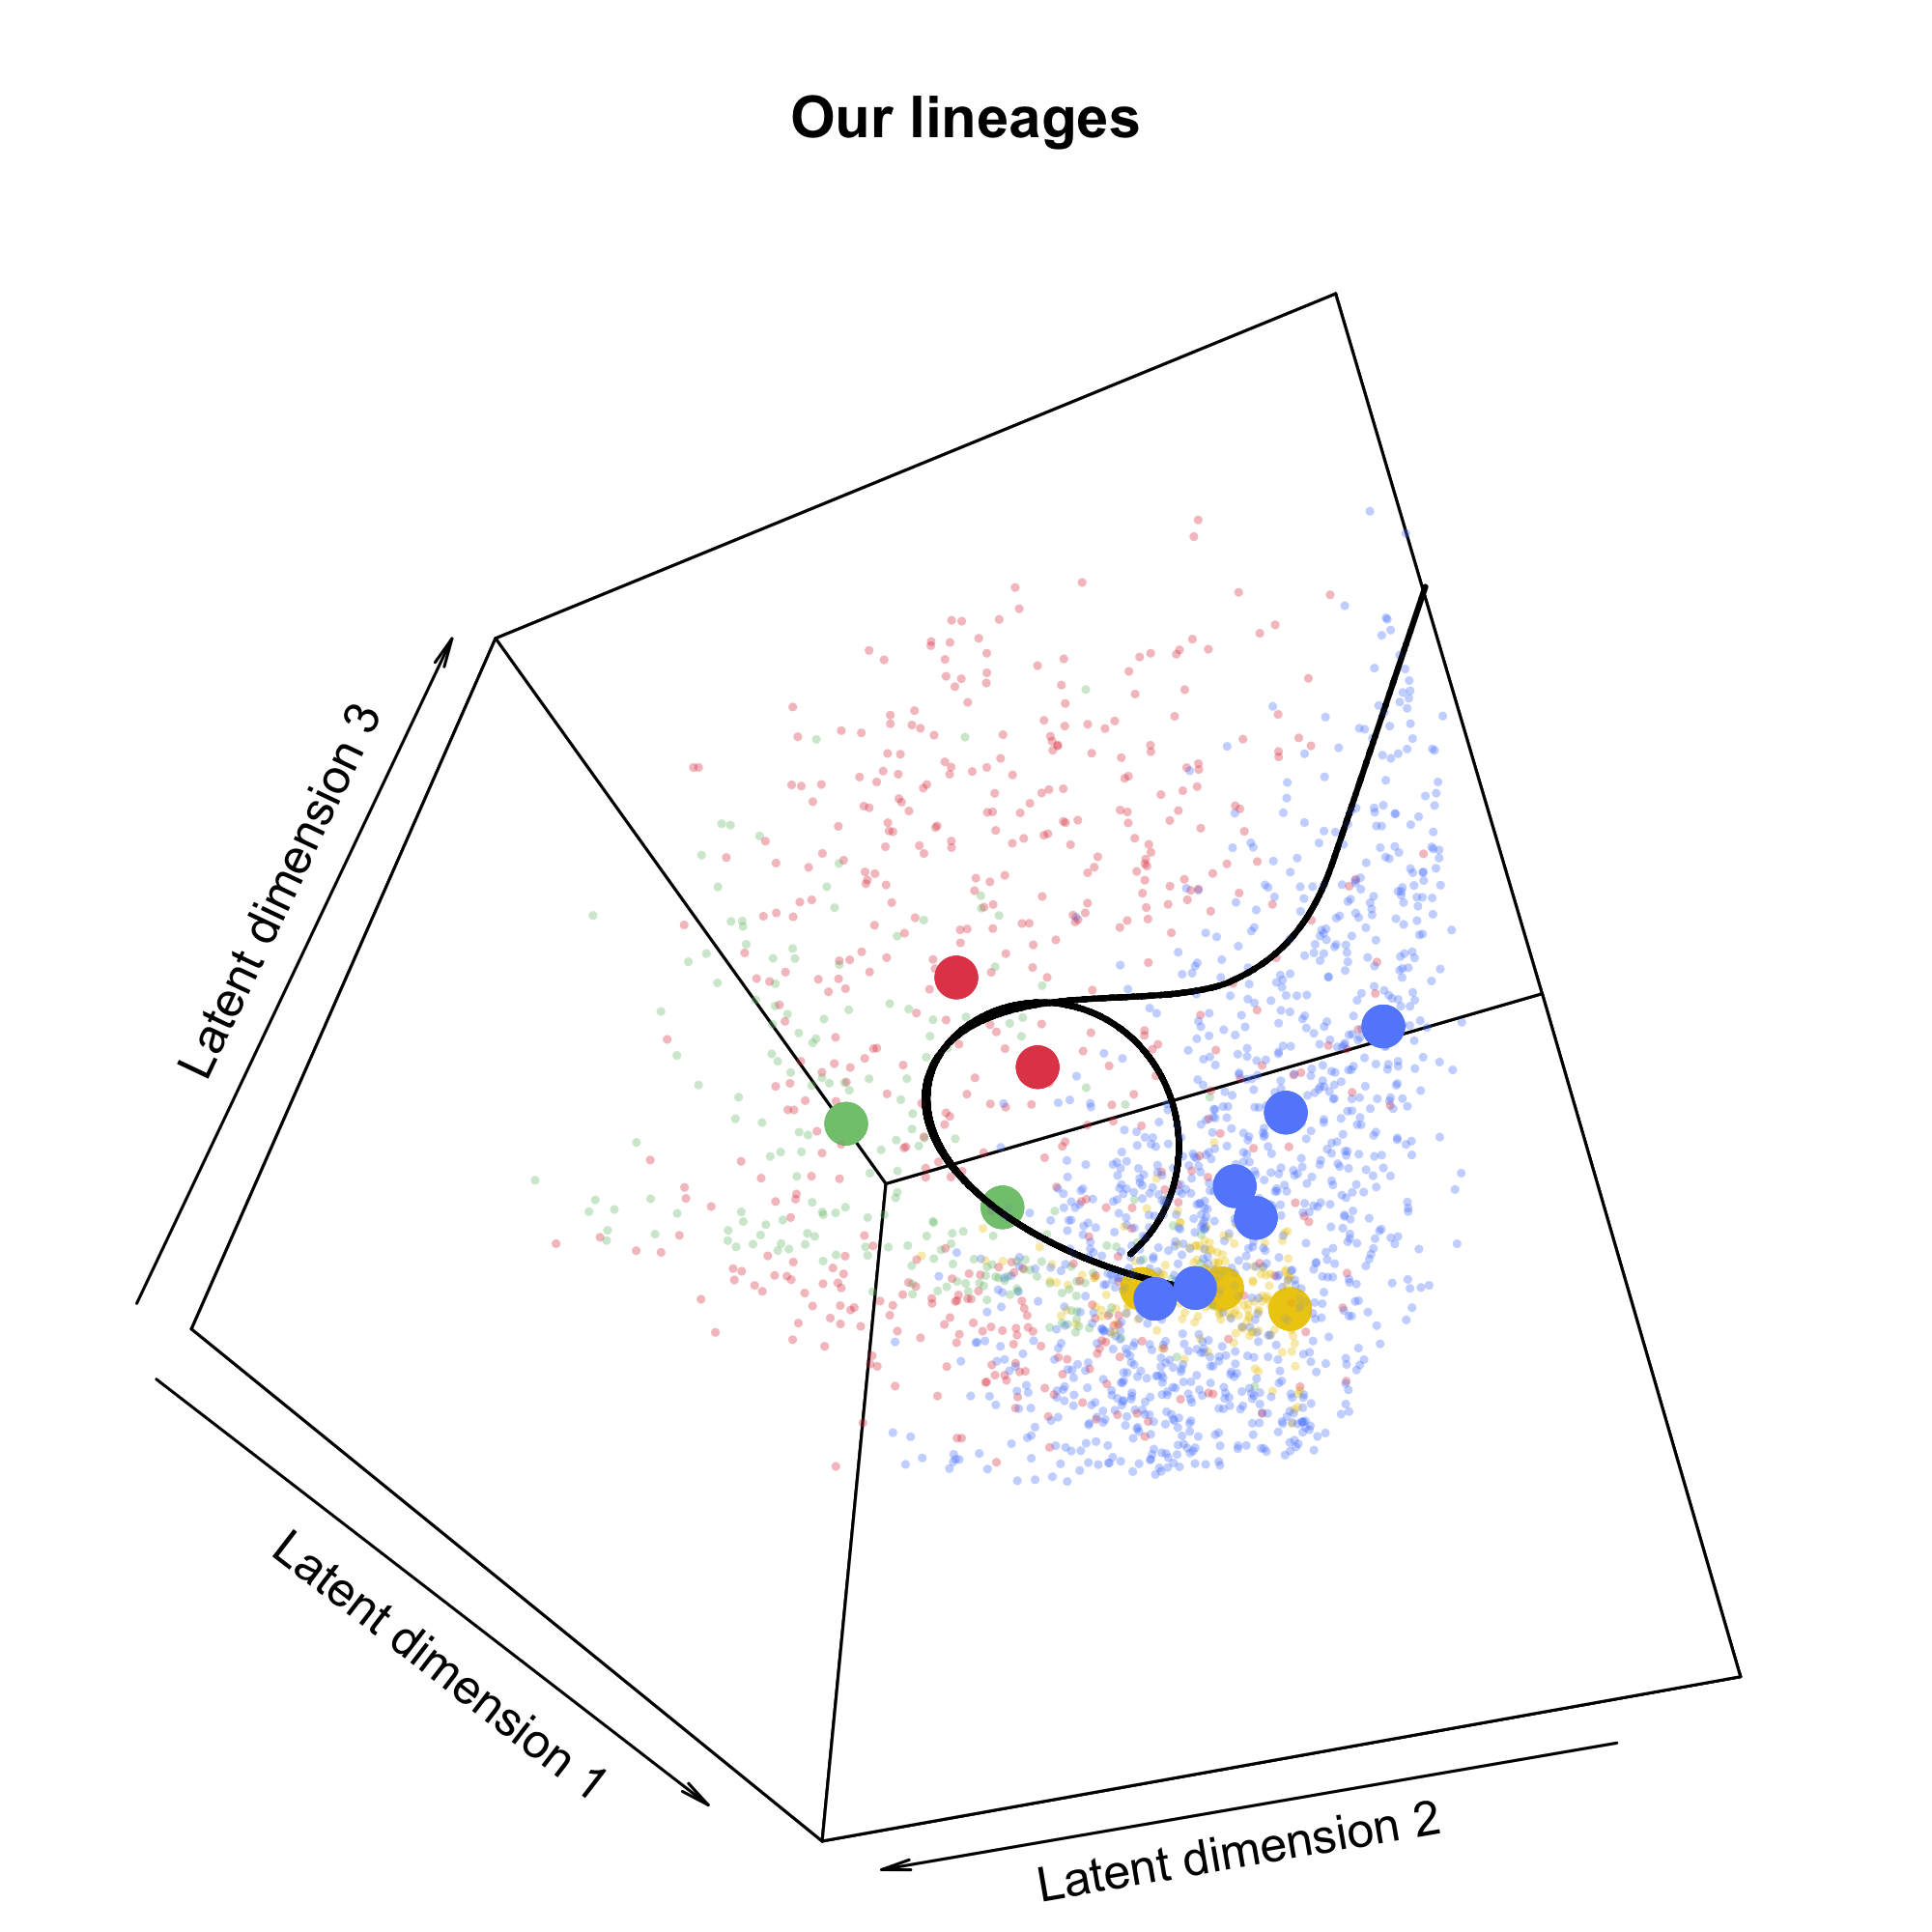 Our lineages
Latent dimension 3
Latent dimension 1
Latent dimension 2